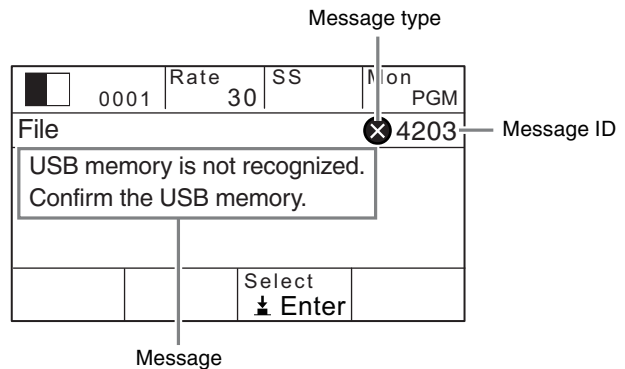 Message type
Rate SS Mon
0001 30 PGM
File 4203 Message ID
USB memory is not recognized.
Confirm the USB memory.
Select
Enter
Message